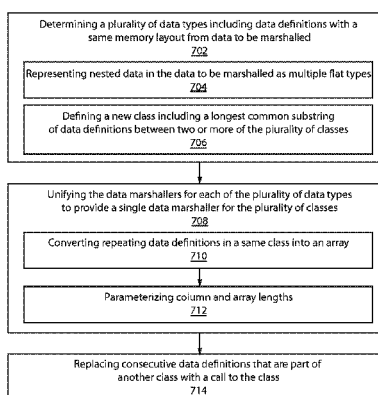 Determining a plurality of data types including data definitions with a
same memory layout from data to be marshalled
702
Representing nested data in the data to be marshalled as multiple flat types
704
Defining a new class including a longest common substring
of data definitions between two or more of the plurality of classes
706
Unifying the data marshallers for each of the plurality of data types
to provide a single data marshaller for the plurality of classes
708
Converting repeating data definitions in a same class into an array
710
Parameterizing column and array lengths
712
Replacing consecutive data definitions that are part of
another class with a call to the class
714